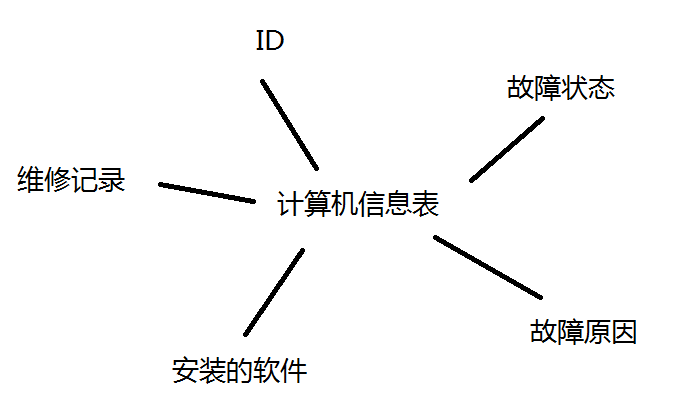 ID
故障状态
维修记录
计算机信息表
故障原因
安装的软件